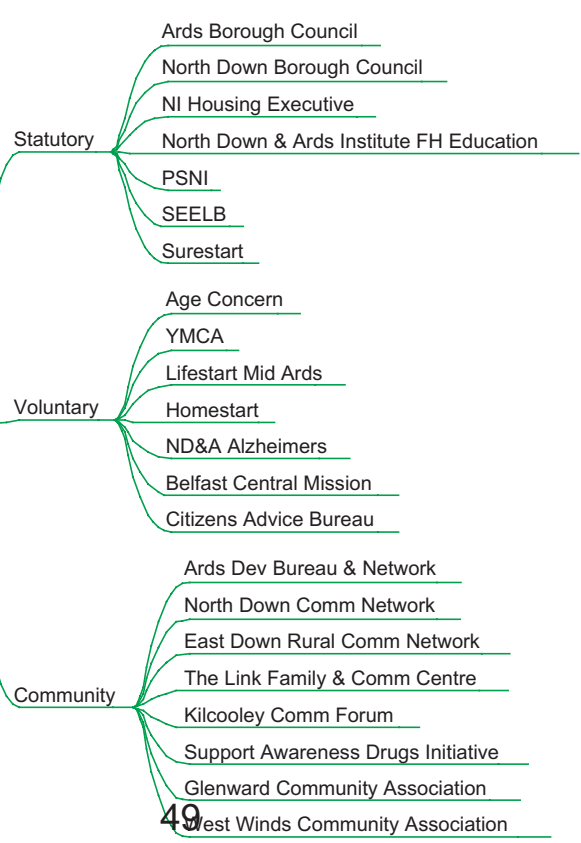 Statutory
Ards Borough Council
North Down Borough Council
NI Housing Executive
North Down & Ards Institute FH Education
PSNI
SEELB
Surestart
Voluntary
Age Concern
YMCA
Lifestart Mid Ards
Homestart
ND&A Alzheimers
Belfast Central Mission
Citizens Advice Bureau
Community
Ards Dev Bureau & Network
North Down Comm Network
East Down Rural Comm Network
The Link Family & Comm Centre
Kilcooley Comm Forum
Support Awareness Drugs Initiative
Glenward Community Association
West Winds Community Association
49